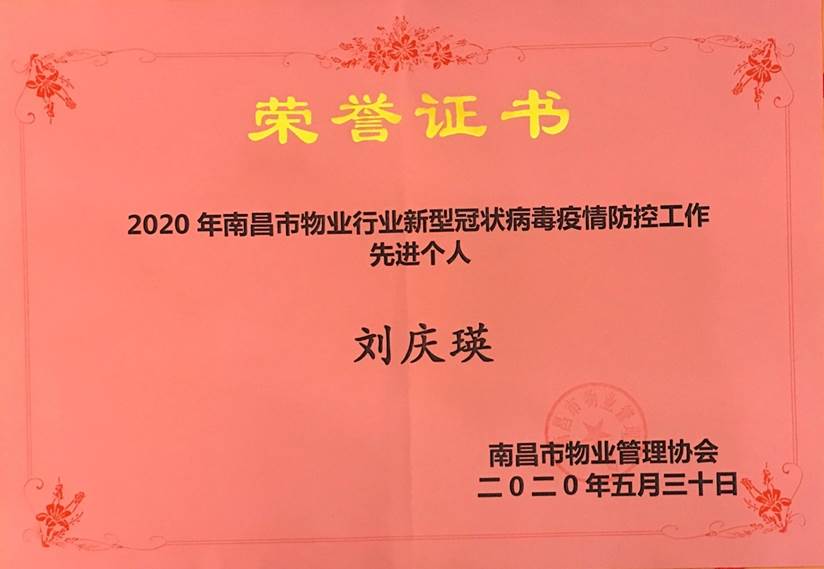 荣誉证书
2020 年南昌市物业行业新型冠状病毒疫情防控工作
先进个人
刘庆瑛
南昌市物业管理协会
二0二0年五月三十日